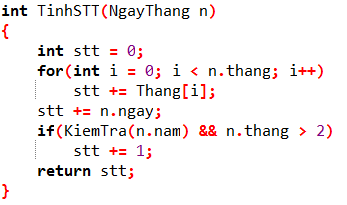 int TinhSTT(NgayThang n)
{
    int stt = 0;
    for(int i = 0; i < n.thang; i++)
        stt += Thang[i];
    stt += n.ngay;
    if(KiemTra(n.nam) && n.thang > 2)
        stt += 1;
    return stt;
}